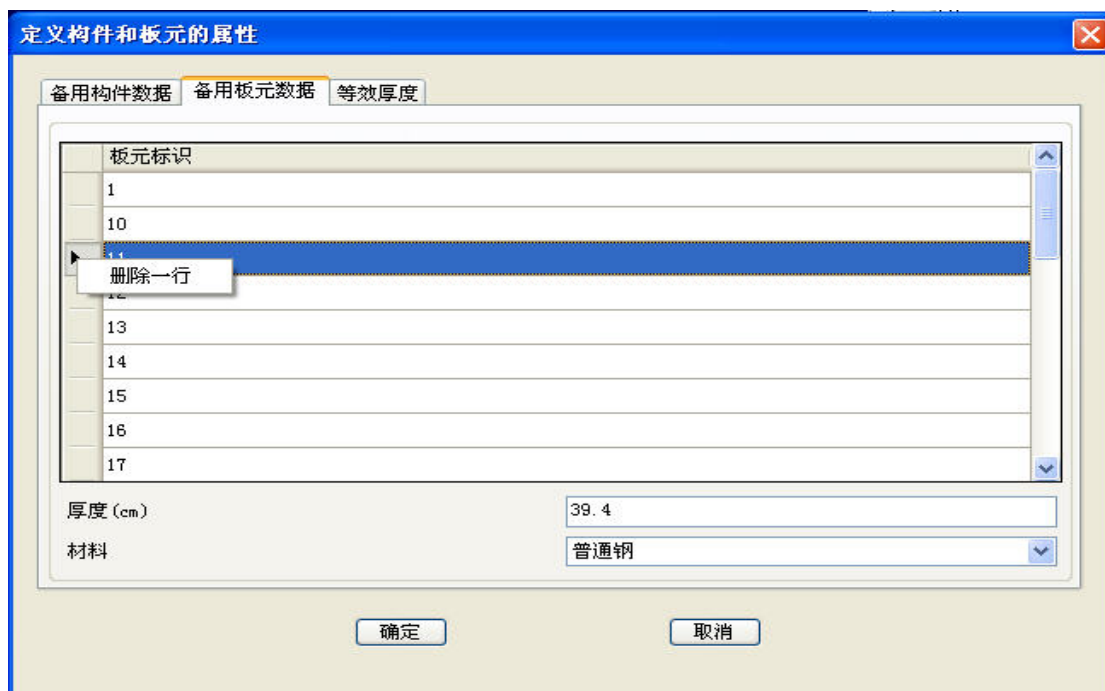 定义构件和板元的属性
备用构件数据 备用板元数据 等效厚度
板元标识
1
10
11
删除一行
12
13
14
15
16
17
厚度(cm) 39.4
材料 普通钢
确定 取消